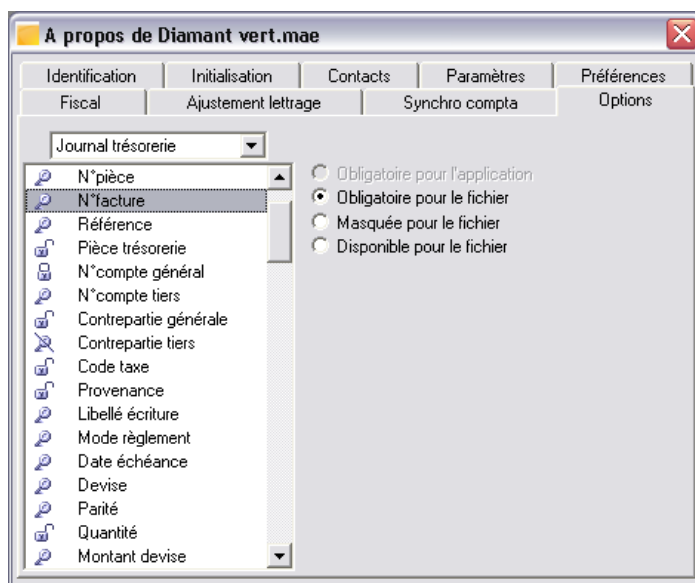 A propos de Diamant vert.mae
Identification Initialisation Contacts Paramètres Préférences
Fiscal Ajustement lettrage Synchro compta Options
Journal trésorerie
N°pièce
N°facture
Référence
Pièce trésorerie
N°compte général
N°compte tiers
Contrepartie générale
Contrepartie tiers
Code taxe
Provenance
Libellé écriture
Mode règlement
Date échéance
Devise
Parité
Quantité
Montant devise
Obligatoire pour l'application
Obligatoire pour le fichier
Masquée pour le fichier
Disponible pour le fichier